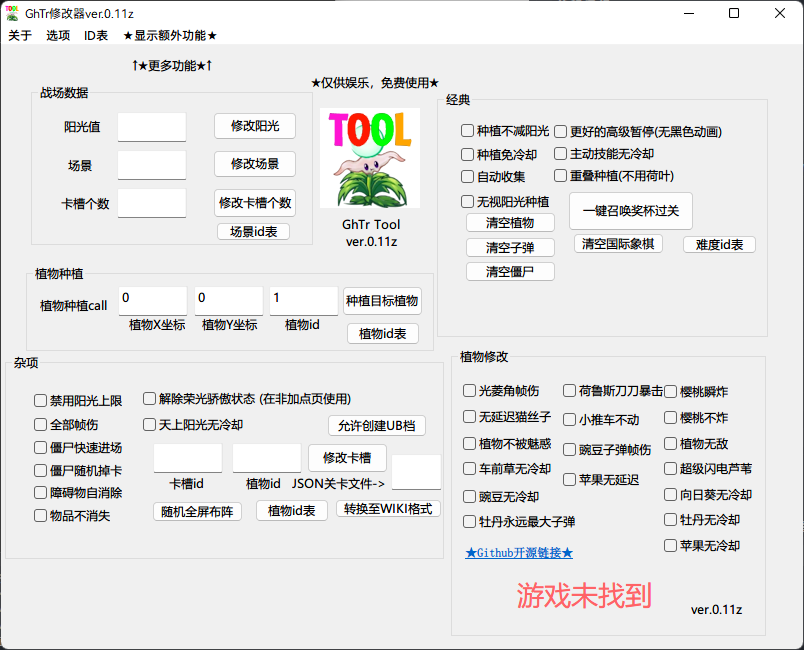 GhTr修改器ver.0.11z
关于 选项 ID表 ★显示额外功能★
↑★更多功能★↑
★仅供娱乐，免费使用★
战场数据
阳光值 修改阳光
场景 修改场景
卡槽个数 修改卡槽个数
场景id表
TOOL
GhTr Tool
ver.0.11z
经典
种植不减阳光 更好的高级暂停(无黑色动画)
种植免冷却 主动技能无冷却
自动收集 重叠种植(不用荷叶)
无视阳光种植
清空植物 一键召唤奖杯过关
清空子弹 清空国际象棋 难度id表
清空僵尸
植物种植
植物种植call 0 0 1 种植目标植物
植物X坐标 植物Y坐标 植物id
植物id表
杂项
禁用阳光上限 解除荣光骄傲状态 (在非加点页使用)
全部帧伤 天上阳光无冷却 允许创建UB档
僵尸快速进场 修改卡槽
僵尸随机掉卡 卡槽id 植物id JSON关卡文件->
障碍物自消除
物品不消失 随机全屏布阵 植物id表 转换至WIKI格式
植物修改
光菱角帧伤 荷鲁斯刀刀暴击 樱桃瞬炸
无延迟猫丝子 小推车不动 樱桃不炸
植物不被魅惑 豌豆子弹帧伤 植物无敌
车前草无冷却 苹果无延迟 超级闪电芦苇
豌豆无冷却 向日葵无冷却
牡丹永远最大子弹 牡丹无冷却
苹果无冷却
★Github开源链接★
游戏未找到
ver.0.11z